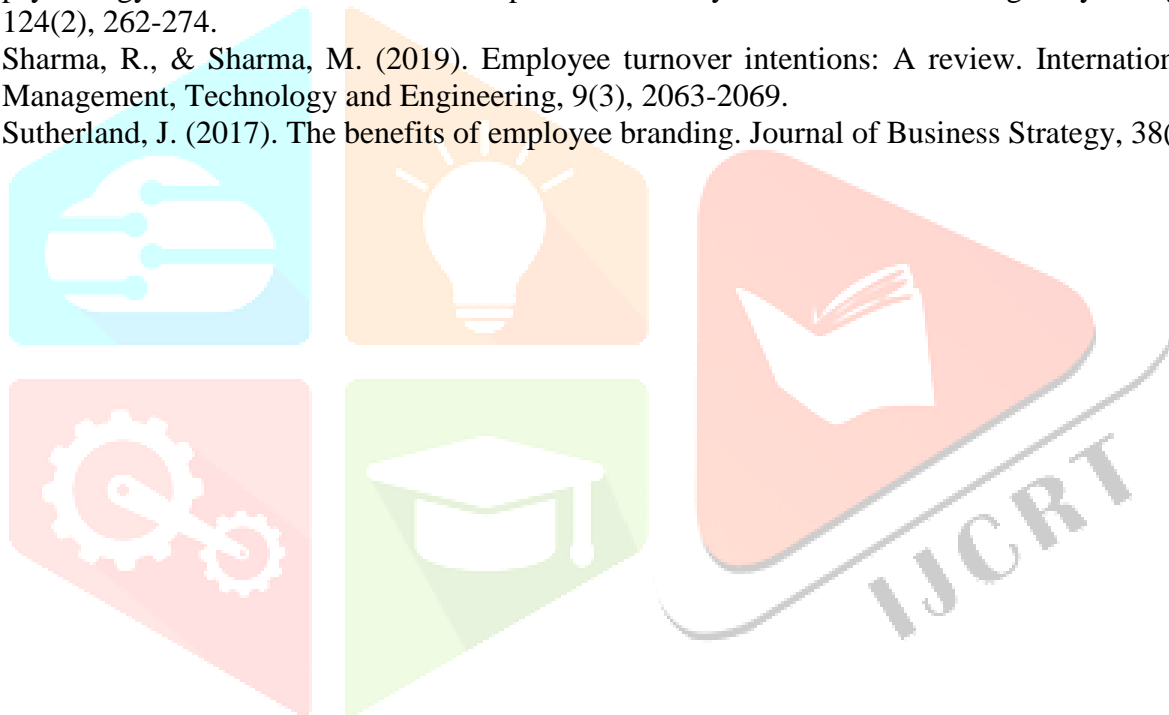 124(2), 262-274.
Sharma, R., & Sharma, M. (2019). Employee turnover intentions: A review. Internation
Management, Technology and Engineering, 9(3), 2063-2069.
Sutherland, J. (2017). The benefits of employee branding. Journal of Business Strategy, 38(
IJCRT